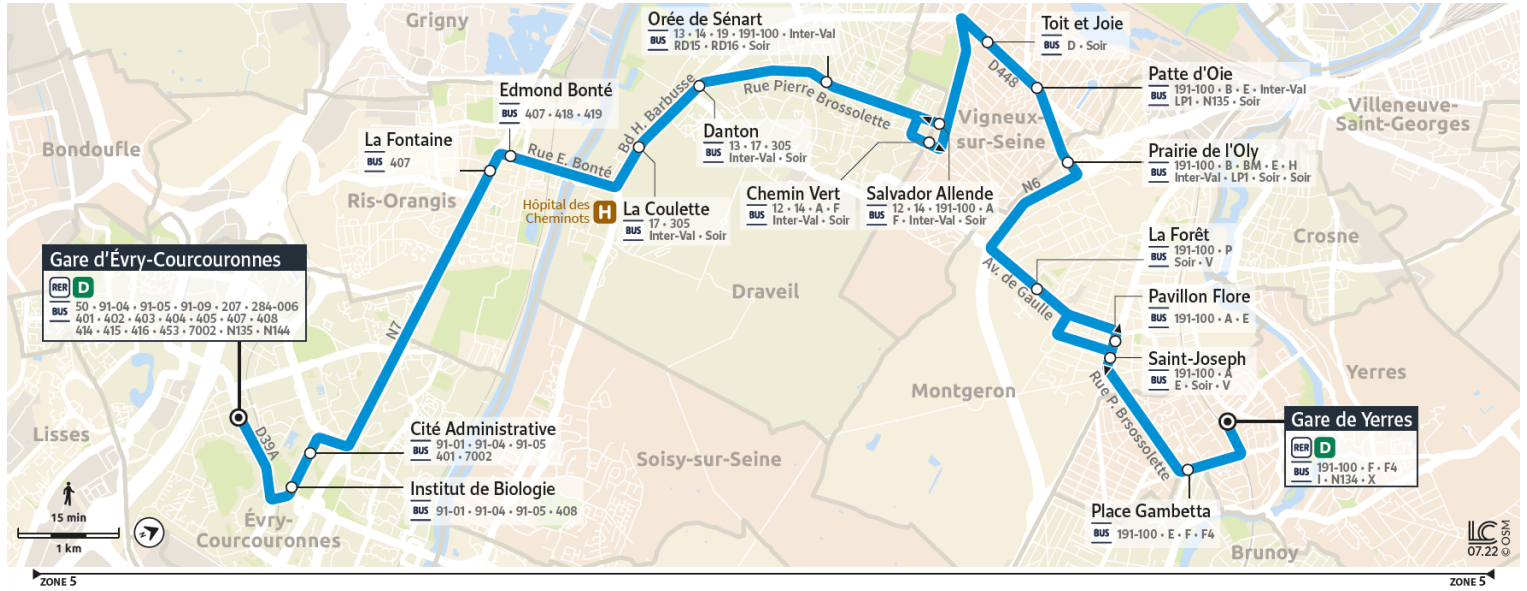 Grigny
Bondoufle
Ris-Orangis
Lisses
Évry-
Courcouronnes
Draveil
Soisy-sur-Seine
Vigneux-
sur-Seine
Villeneuve-
Saint-Georges
Crosne
Montgeron
Yerres
Brunoy
Gare d'Évry-Courcouronnes
RER D
BUS 50 • 91-04 • 91-05 • 91-09 • 207 • 284-006
401 • 402 • 403 • 404 • 405 • 407 • 408
414 • 415 • 416 • 453 • 7002 • N135 • N144
D39A
Institut de Biologie
BUS 91-01 • 91-04 • 91-05 • 408
Cité Administrative
BUS 91-01 • 91-04 • 91-05
401 • 7002
N7
La Fontaine
BUS 407
Edmond Bonté
BUS 407 • 418 • 419
Rue E. Bonté
Hôpital des
Cheminots H
La Coulette
BUS 17 • 305
Inter-Val • Soir
Bd H. Barbusse
Danton
BUS 13 • 17 • 305
Inter-Val • Soir
Orée de Sénart
BUS 13 • 14 • 19 • 191-100 • Inter-Val
RD15 • RD16 • Soir
Rue Pierre Brossolette
Chemin Vert
BUS 12 • 14 • A • F
Inter-Val • Soir
Salvador Allende
BUS 12 • 14 • 191-100 • A
F • Inter-Val • Soir
Toit et Joie
BUS D • Soir
D448
Patte d'Oie
BUS 191-100 • B • E • Inter-Val
LP1 • N135 • Soir
Prairie de l'Oly
BUS 191-100 • B • BM • E • H
Inter-Val • LP1 • Soir • Soir
N6
La Forêt
BUS 191-100 • P
Soir • V
Av. de Gaulle
Pavillon Flore
BUS 191-100 • A • E
Saint-Joseph
BUS 191-100 • A
E • Soir • V
Rue P. Brsossolette
Place Gambetta
BUS 191-100 • E • F • F4
Gare de Yerres
RER D
BUS 191-100 • F • F4
I • N134 • X
15 min
1 km
LC
07.22 © OSM
ZONE 5
ZONE 5